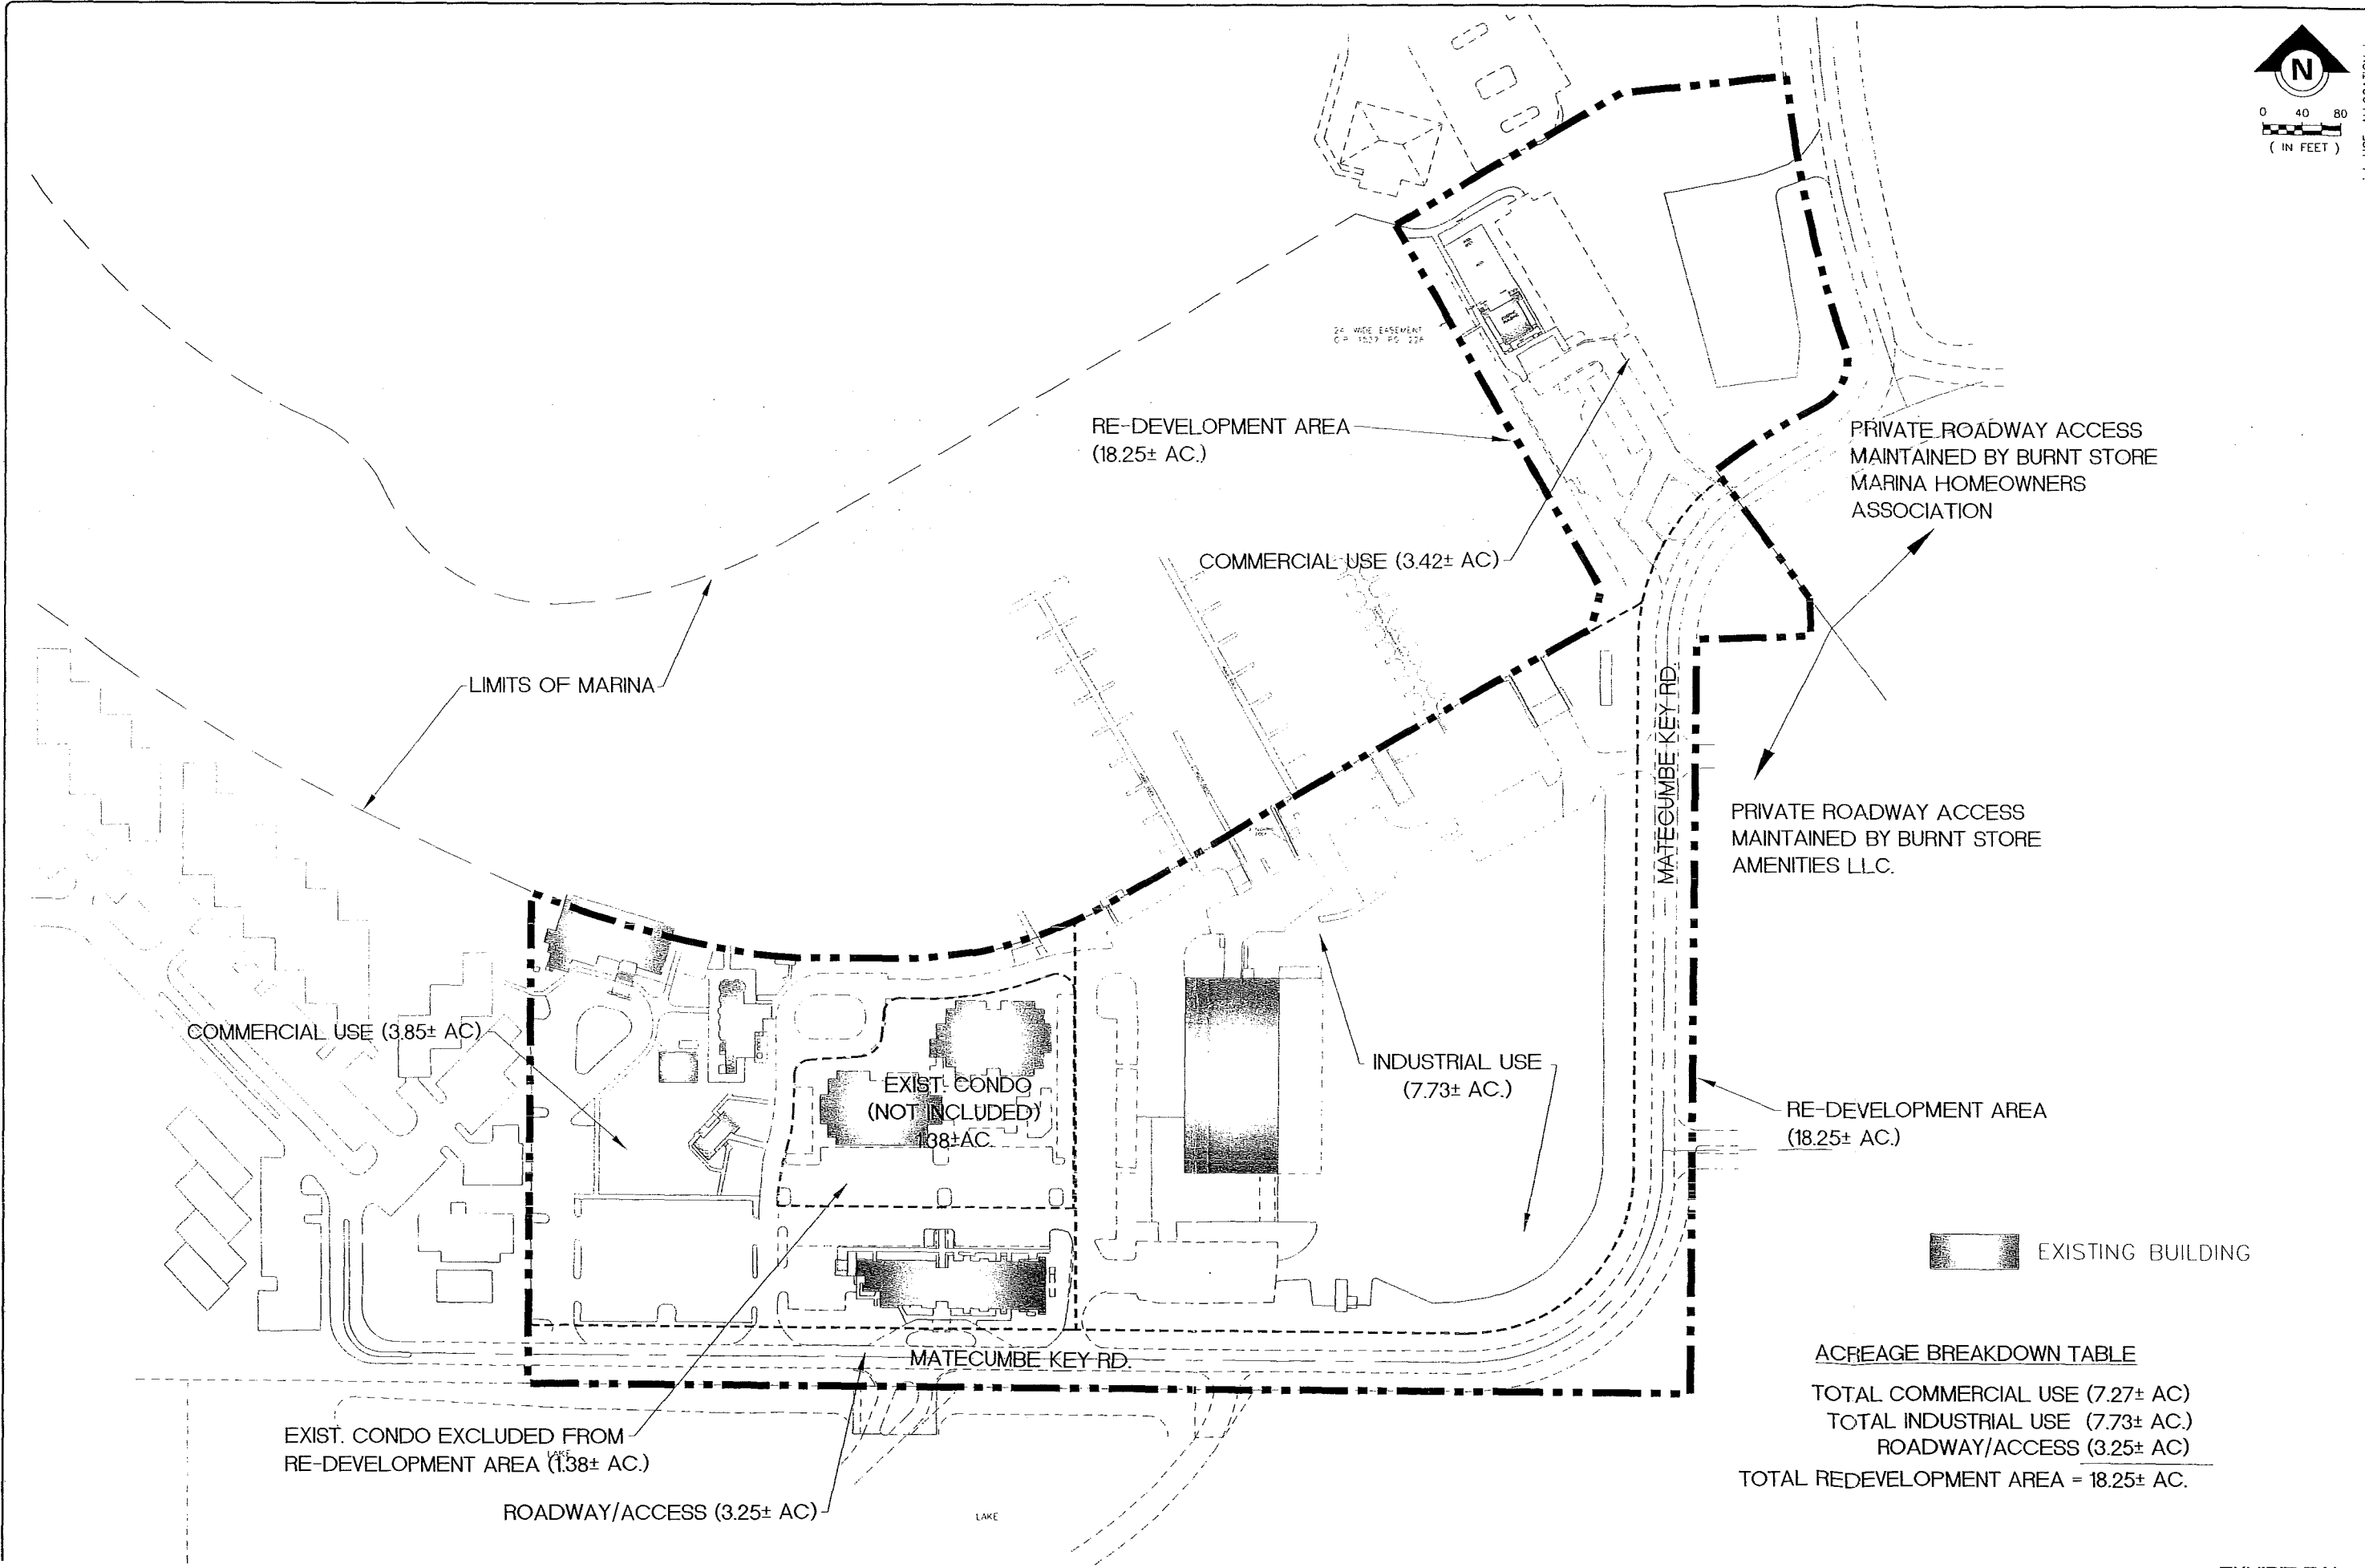 N
0 40 80
( IN FEET )
24' WIDE EASEMENT
RE-DEVELOPMENT AREA
(18.25± AC.)
PRIVATE ROADWAY ACCESS
MAINTAINED BY BURNT STORE
MARINA HOMEOWNERS
ASSOCIATION
COMMERCIAL USE (3.42± AC)
LIMITS OF MARINA
MATECUMBE KEY RD.
PRIVATE ROADWAY ACCESS
MAINTAINED BY BURNT STORE
AMENITIES LLC.
COMMERCIAL USE (3.85± AC)
EXIST. CONDO
(NOT INCLUDED)
1.38±AC.
INDUSTRIAL USE
(7.73± AC.)
RE-DEVELOPMENT AREA
(18.25± AC.)
EXISTING BUILDING
MATECUMBE KEY RD.
ACREAGE BREAKDOWN TABLE
TOTAL COMMERCIAL USE (7.27± AC)
TOTAL INDUSTRIAL USE (7.73± AC.)
ROADWAY/ACCESS (3.25± AC)
TOTAL REDEVELOPMENT AREA = 18.25± AC.
EXIST. CONDO EXCLUDED FROM
RE-DEVELOPMENT AREA (1.38± AC.)
LAKE
ROADWAY/ACCESS (3.25± AC)
LAKE